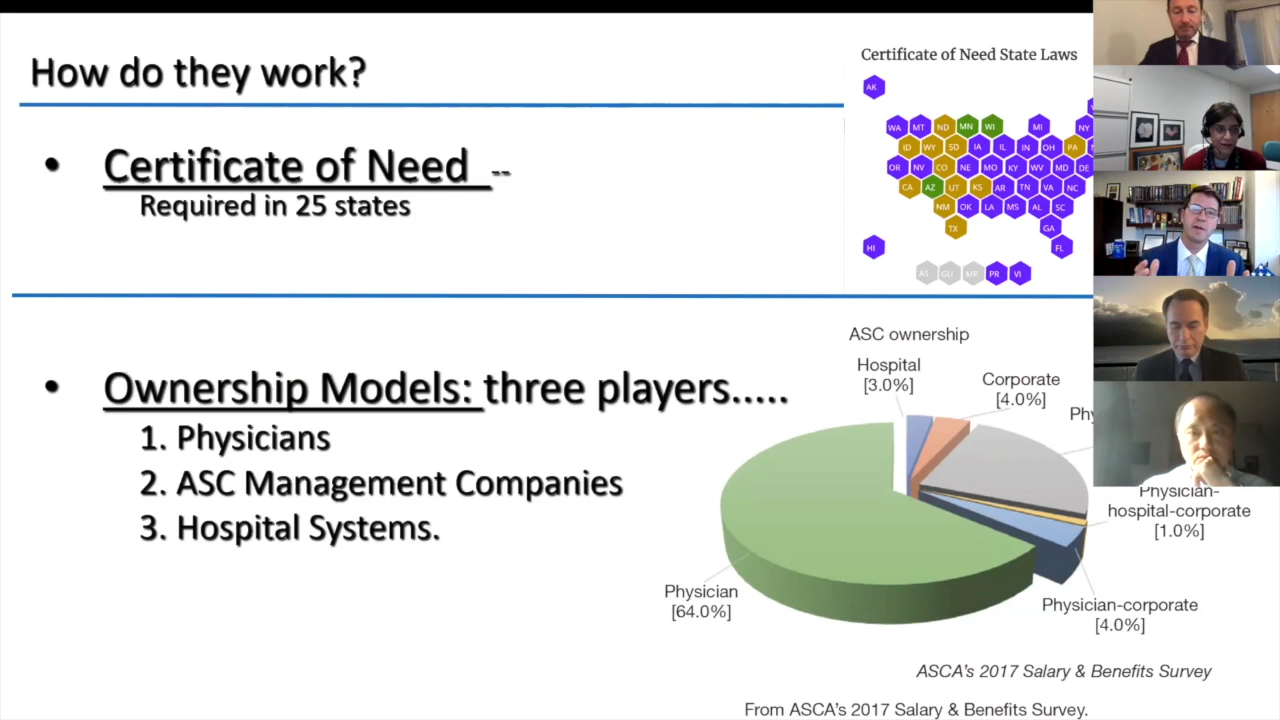 How do they work?
Certificate of Need State Laws
AK
WA MT ND MN WI MI NY
ID WY SD IA IL IN OH PA
OR NV CO NE MO KY WV MD DE
CA AZ UT KS AR TN VA NC
NM OK LA MS AL SC
TX GA
HI FL
AS GU MP PR VI
• Certificate of Need --
Required in 25 states
• Ownership Models: three players.....
1. Physicians
2. ASC Management Companies
3. Hospital Systems.
ASC ownership
Hospital
[3.0%]
Corporate
[4.0%]
Physician-
hospital-corporate
[1.0%]
Physician
[64.0%]
Physician-corporate
[4.0%]
ASCA's 2017 Salary & Benefits Survey
From ASCA's 2017 Salary & Benefits Survey.